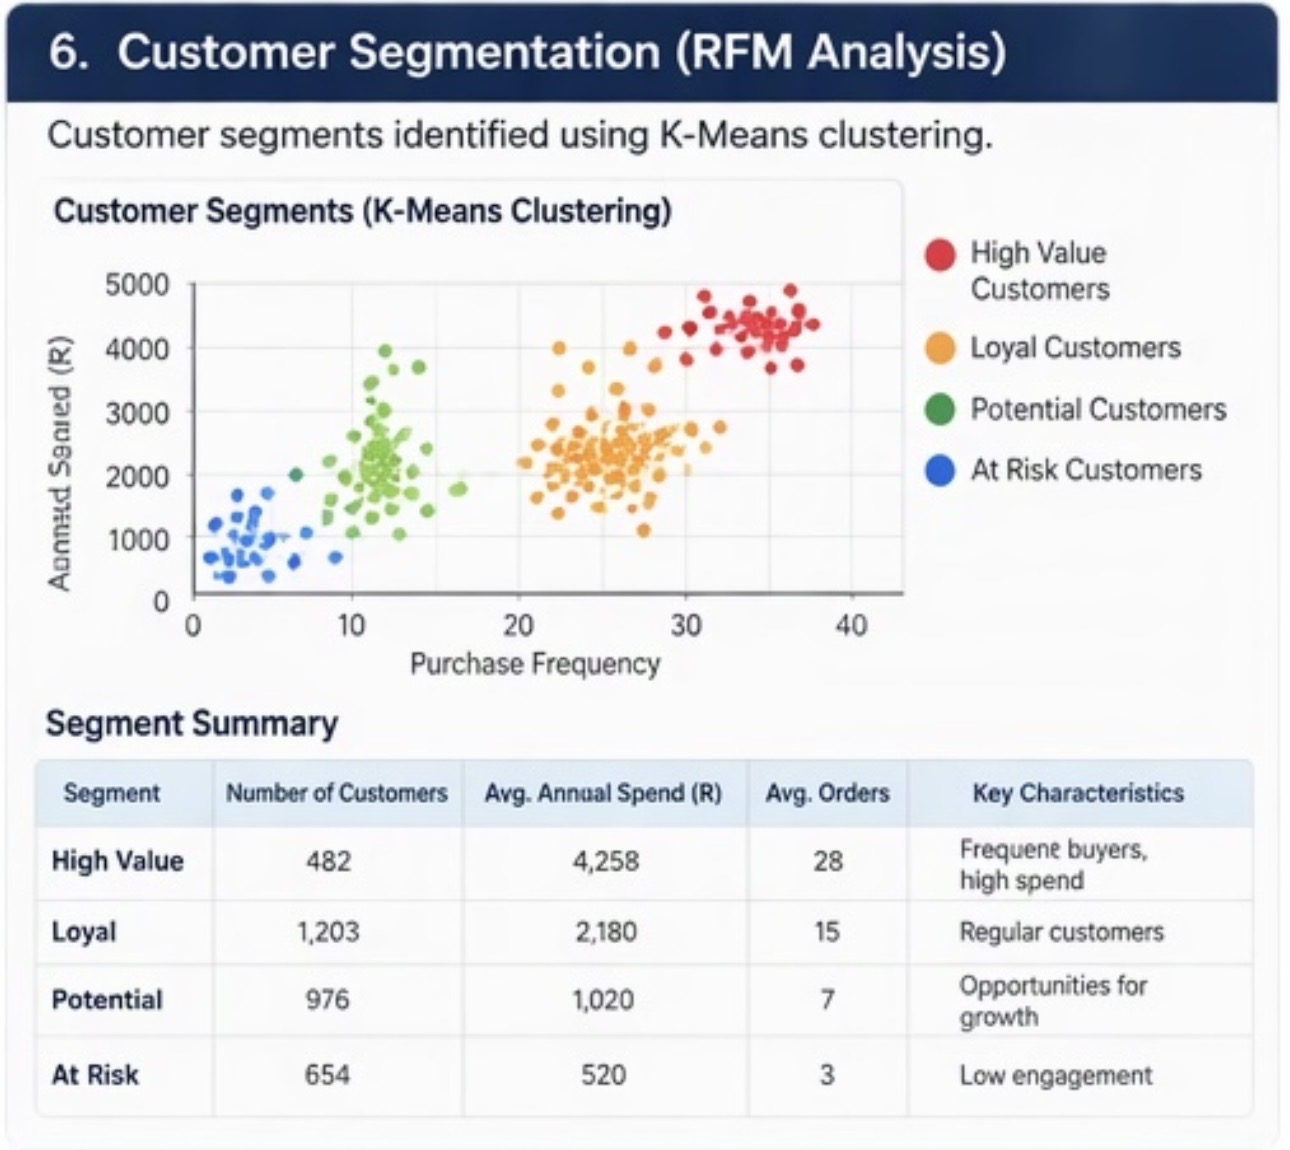 6. Customer Segmentation (RFM Analysis)
Customer segments identified using K-Means clustering.
Customer Segments (K-Means Clustering)
5000
4000
3000
2000
1000
0
(R)
0 10 20 30 40
Purchase Frequency
High Value
Customers
Loyal Customers
Potential Customers
At Risk Customers
Segment Summary
Segment Number of Customers Avg. Annual Spend (R) Avg. Orders Key Characteristics
High Value 482 4,258 28 Frequent buyers,
high spend
Loyal 1,203 2,180 15 Regular customers
Potential 976 1,020 7 Opportunities for
growth
At Risk 654 520 3 Low engagement